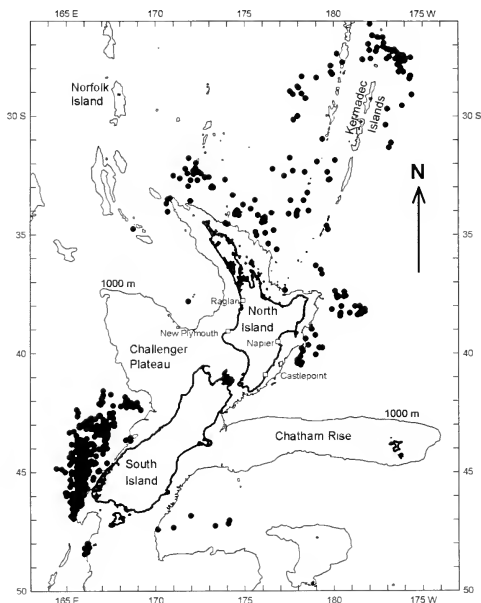 165 E
170
175
180
175 W
Norfolk
Island
Kermadec
Islands
30 S
30 S
N
35
35
1000 m
Raglan
North
Island
New Plymouth
Napier
Challenger
Plateau
40
40
Castlepoint
1000 m
Chatham Rise
South
Island
45
45
50
50
165 E
170
175
180
175 W